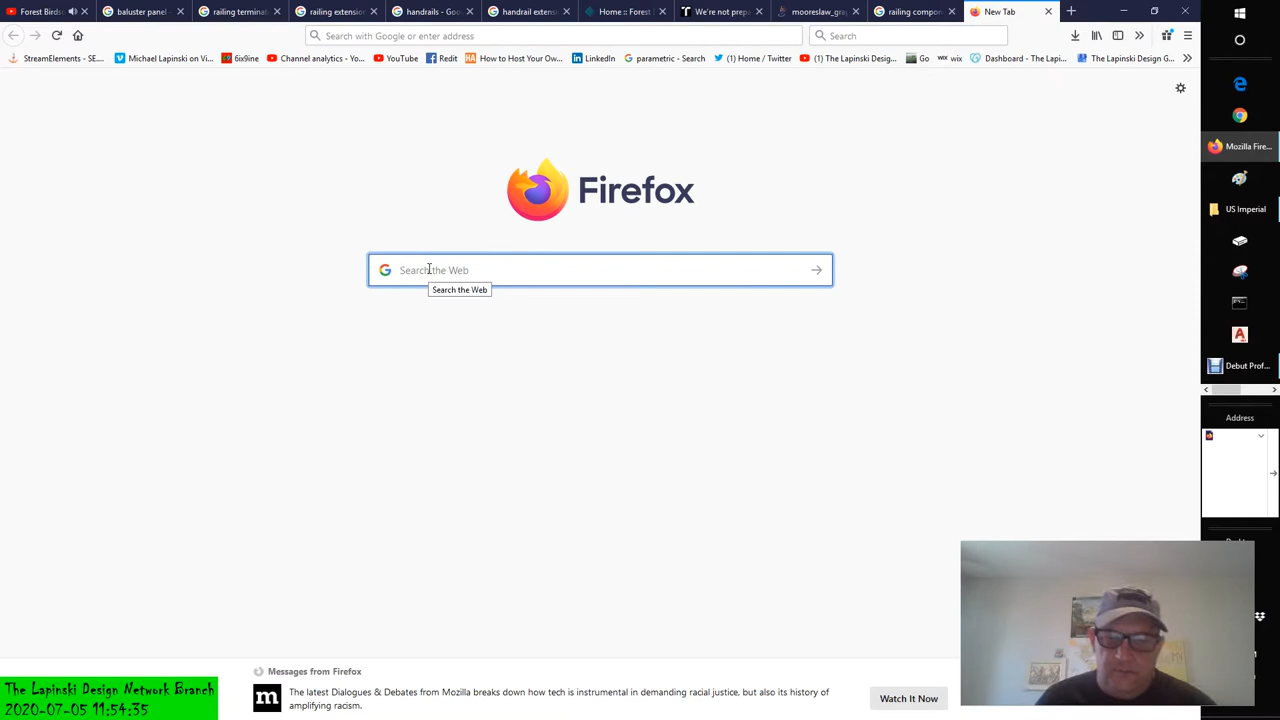 Forest Birdso
baluster panel -
railing terminat
railing extension
handrails - Goo
handrail extens
Home :: Forest
We're not prepa
mooreslaw_gra
railing compon
New Tab
Search with Google or enter address
Search
StreamElements - SE...
Michael Lapinski on Vi...
6ix9ine
Channel analytics - Yo...
YouTube
Redit
How to Host Your Ow...
LinkedIn
parametric - Search
(1) Home / Twitter
(1) The Lapinski Desig...
Go
wix
Dashboard - The Lapi...
The Lapinski Design G...
Mozilla Fire...
US Imperial
Debut Prof...
Address
Firefox
Search the Web
Search the Web
Messages from Firefox
The latest Dialogues & Debates from Mozilla breaks down how tech is instrumental in demanding racial justice, but also its history of
amplifying racism.
Watch It Now
The Lapinski Design Network Branch
2020-07-05 11:54:35